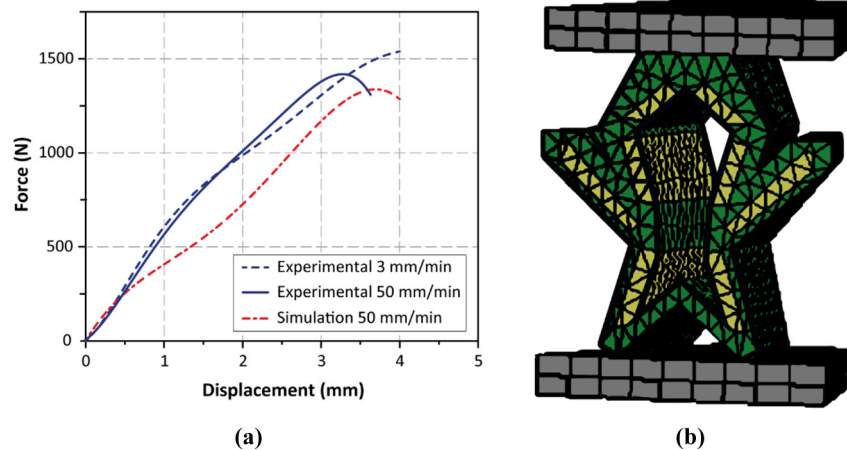 1500
1000
500
0
Force (N)
Experimental 3 mm/min
Experimental 50 mm/min
Simulation 50 mm/min
0 1 2 3 4 5
Displacement (mm)
(a) (b)